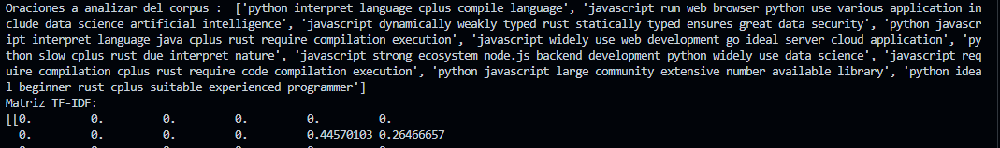 Oraciones a analizar del corpus :  ['python interpret language cplus compile language', 'javascript run web browser python use various application in
clude data science artificial intelligence', 'javascript dynamically weakly typed rust statically typed ensures great data security', 'python javascr
ipt interpret language java cplus rust require compilation execution', 'javascript widely use web development go ideal server cloud application', 'py
thon slow cplus rust due interpret nature', 'javascript strong ecosystem node.js backend development python widely use data science', 'javascript req
uire compilation cplus rust require code compilation execution', 'python javascript large community extensive number available library', 'python idea
l beginner rust cplus suitable experienced programmer']
Matriz TF-IDF:
[[0. 0. 0. 0. 0. 0.
0. 0. 0. 0. 0.44570103 0.26466657